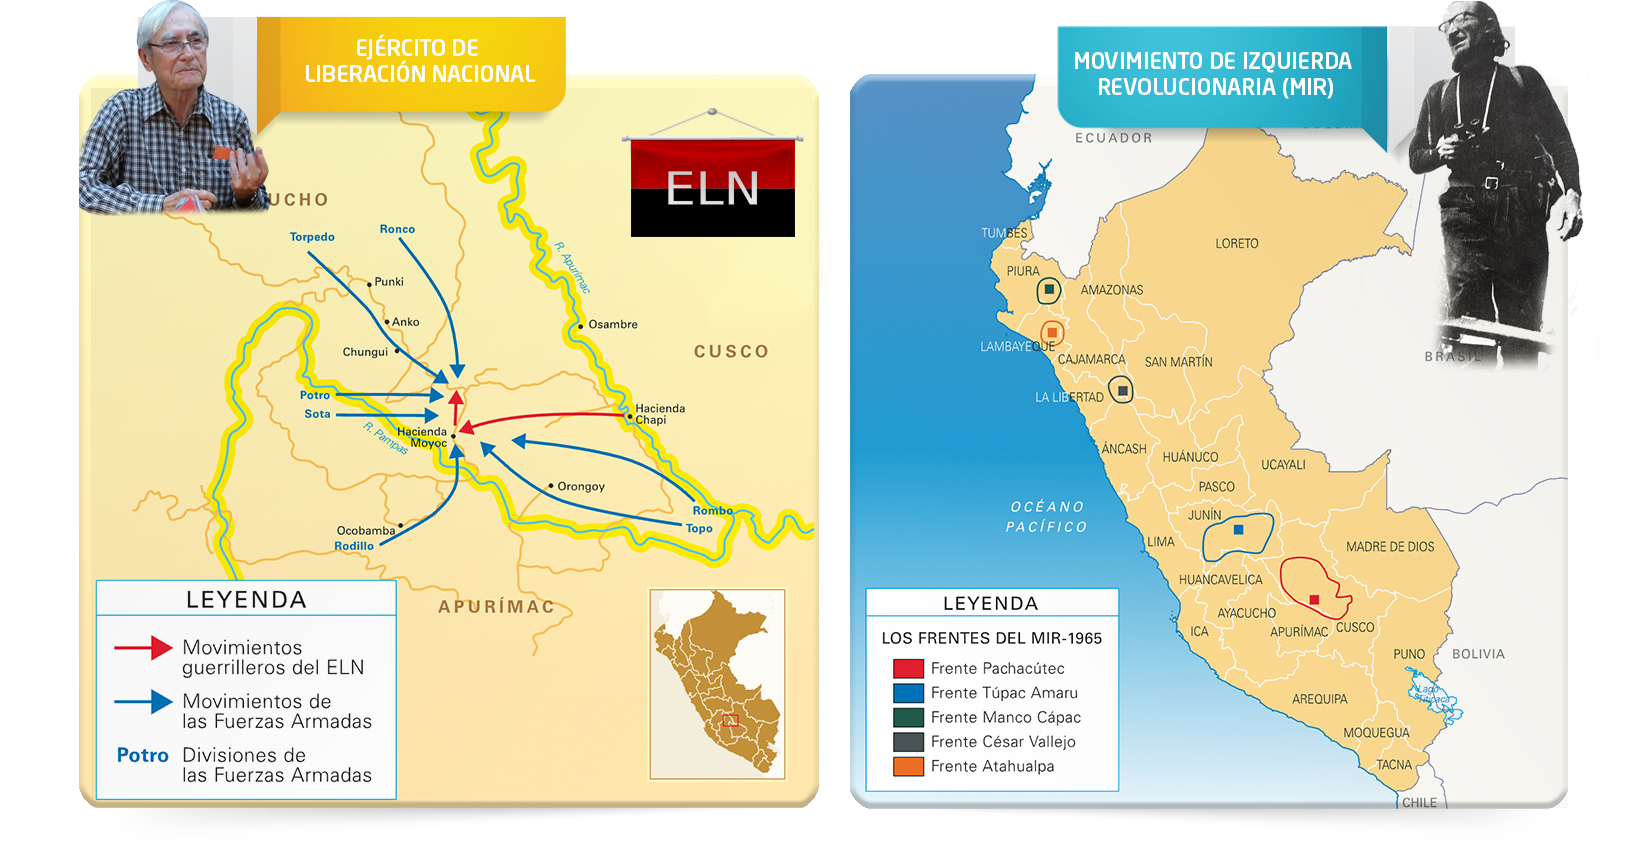 EJÉRCITO DE
LIBERACIÓN NACIONAL
UCHO
ELN
Torpedo
Ronco
R. Apurímac
Punki
Anko
Osambre
Chungui
CUSCO
Potro
Sota
Hacienda
Chapi
R. Pampas
Hacienda
Moyoc
Orongoy
Rombo
Topo
Ocobamba
Rodillo
APURÍMAC
LEYENDA
Movimientos
guerrilleros del ELN
Movimientos de
las Fuerzas Armadas
Potro
Divisiones de
las Fuerzas Armadas
MOVIMIENTO DE IZQUIERDA
REVOLUCIONARIA (MIR)
ECUADOR
TUMBES
LORETO
PIURA
AMAZONAS
LAMBAYEQUE
CAJAMARCA
SAN MARTÍN
BRASIL
LA LIBERTAD
ÁNCASH
HUÁNUCO
UCAYALI
PASCO
OCÉANO
PACÍFICO
JUNÍN
LIMA
MADRE DE DIOS
HUANCAVELICA
AYACUCHO
ICA
APURÍMAC
CUSCO
PUNO
BOLIVIA
Lago
Titicaca
AREQUIPA
MOQUEGUA
TACNA
CHILE
LEYENDA
LOS FRENTES DEL MIR-1965
Frente Pachacútec
Frente Túpac Amaru
Frente Manco Cápac
Frente César Vallejo
Frente Atahualpa